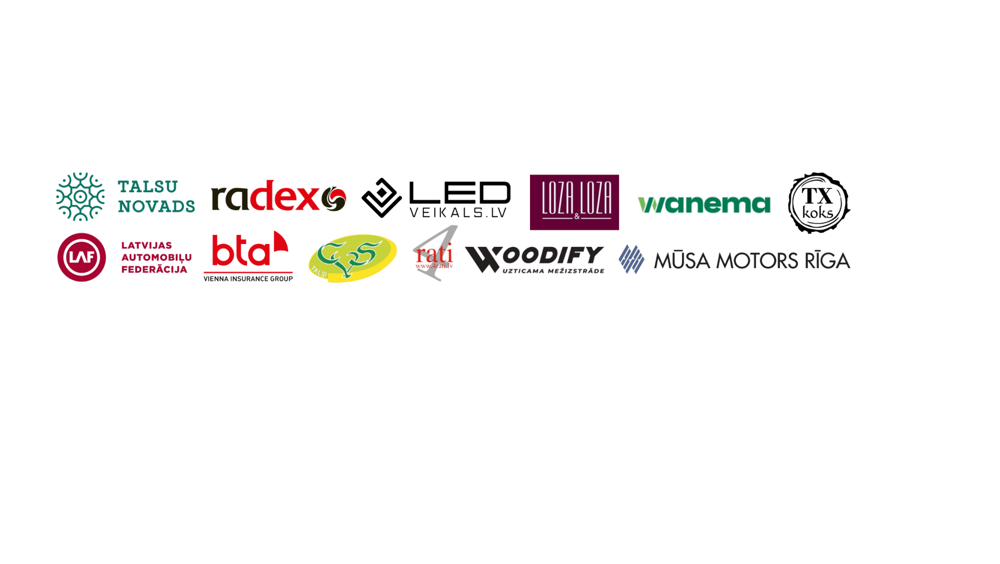 TALSU
NOVADS
radex
LED
VEIKALS.LV
LOZA & LOZA
wanema
TX
koks
LAF
LATVIJAS
AUTOMOBIĻU
FEDERĀCIJA
bta
VIENNA INSURANCE GROUP
CVS
TALSI
4
rati
www.4rati.lv
WOODIFY
UZTICAMA MEŽIZSTRĀDE
MŪSA MOTORS RĪGA